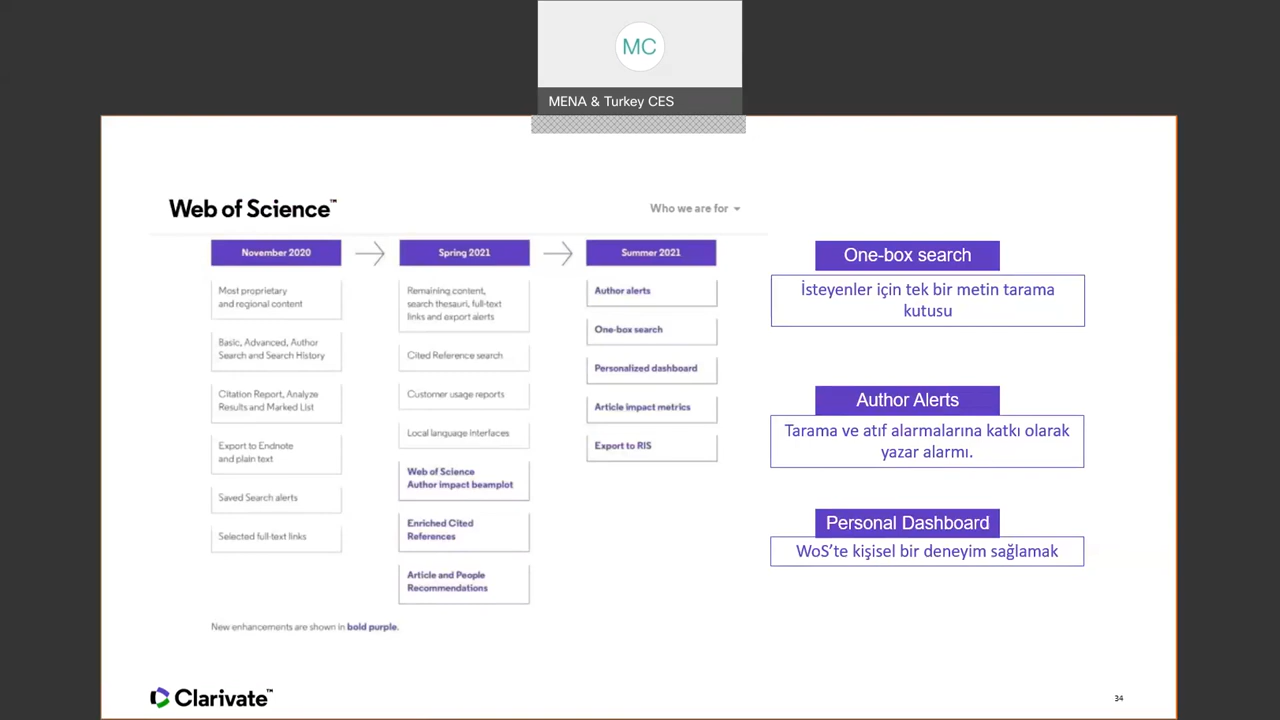 MC
MENA & Turkey CES
Web of Science™
Who we are for
November 2020
Most proprietary
and regional content
Basic, Advanced, Author
Search and Search History
Citation Report, Analyze
Results and Marked List
Export to Endnote
and plain text
Saved Search alerts
Selected full-text links
Spring 2021
Remaining content,
search thesauri, full-text
links and export alerts
Cited Reference search
Customer usage reports
Local language interfaces
Web of Science
Author impact beamplot
Enriched Cited
References
Article and People
Recommendations
Summer 2021
Author alerts
One-box search
Personalized dashboard
Article impact metrics
Export to RIS
New enhancements are shown in bold purple.
One-box search
İsteyenler için tek bir metin tarama
kutusu
Author Alerts
Tarama ve atıf alarmalarına katkı olarak
yazar alarmı.
Personal Dashboard
WoS’te kişisel bir deneyim sağlamak
Clarivate™
34